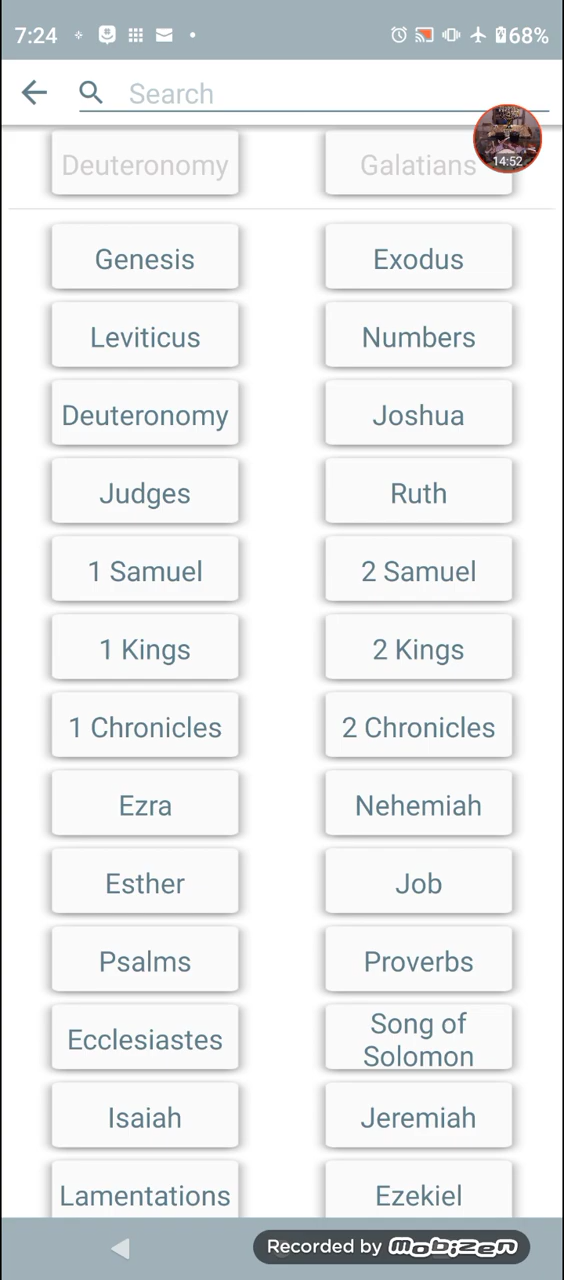 7:24
68%
Search
14:52
Deuteronomy Galatians
Genesis Exodus
Leviticus Numbers
Deuteronomy Joshua
Judges Ruth
1 Samuel 2 Samuel
1 Kings 2 Kings
1 Chronicles 2 Chronicles
Ezra Nehemiah
Esther Job
Psalms Proverbs
Ecclesiastes Song of
Solomon
Isaiah Jeremiah
Lamentations Ezekiel
Recorded by mobizen